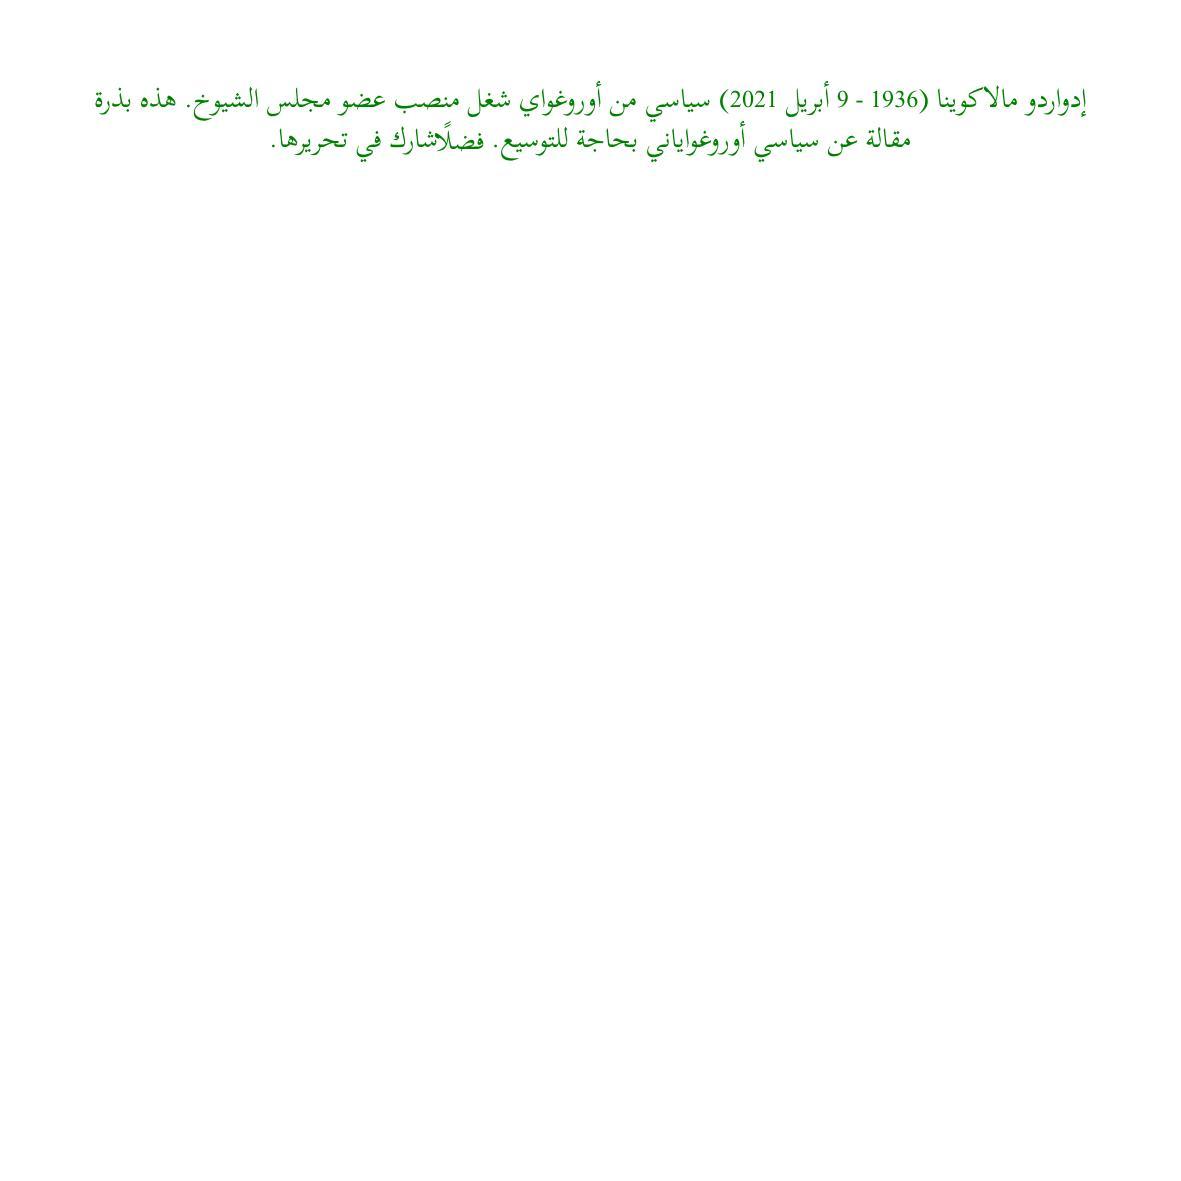 إدواردو مالاكوينا (1936 - 9 أبريل 2021) سياسي من أوروغواي شغل منصب عضو مجلس الشيوخ. هذه بذرة
مقالة عن سياسي أوروغواياني بحاجة للتوسيع. فضلًاشارك في تحريرها.